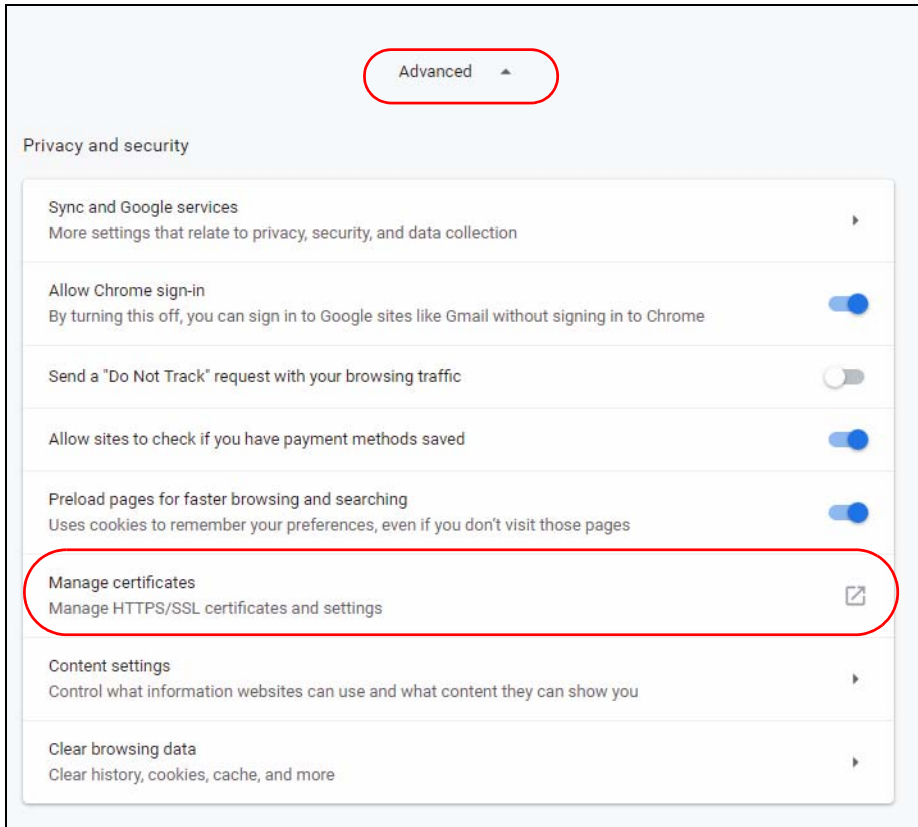 Advanced
Privacy and security
Sync and Google services
More settings that relate to privacy, security, and data collection
Allow Chrome sign-in
By turning this off, you can sign in to Google sites like Gmail without signing in to Chrome
Send a "Do Not Track" request with your browsing traffic
Allow sites to check if you have payment methods saved
Preload pages for faster browsing and searching
Uses cookies to remember your preferences, even if you don't visit those pages
Manage certificates
Manage HTTPS/SSL certificates and settings
Content settings
Control what information websites can use and what content they can show you
Clear browsing data
Clear history, cookies, cache, and more